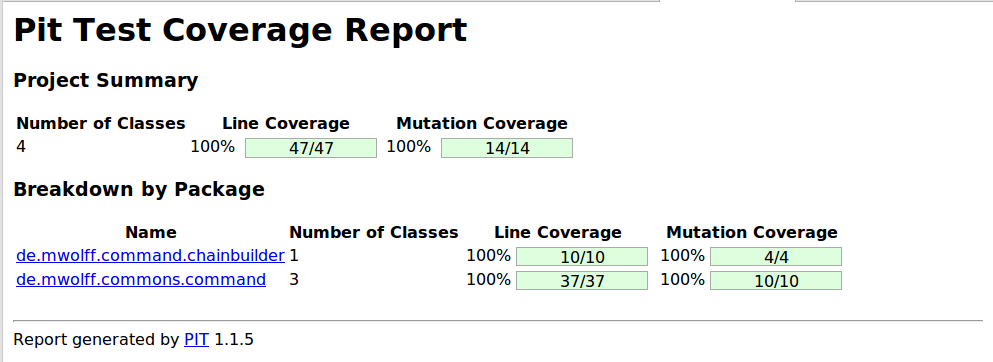 Pit Test Coverage Report
Project Summary
Number of Classes Line Coverage Mutation Coverage
4 100% 47/47 100% 14/14
Breakdown by Package
Name Number of Classes Line Coverage Mutation Coverage
de.mwolff.command.chainbuilder 1 100% 10/10 100% 4/4
de.mwolff.commons.command 3 100% 37/37 100% 10/10
Report generated by PIT 1.1.5